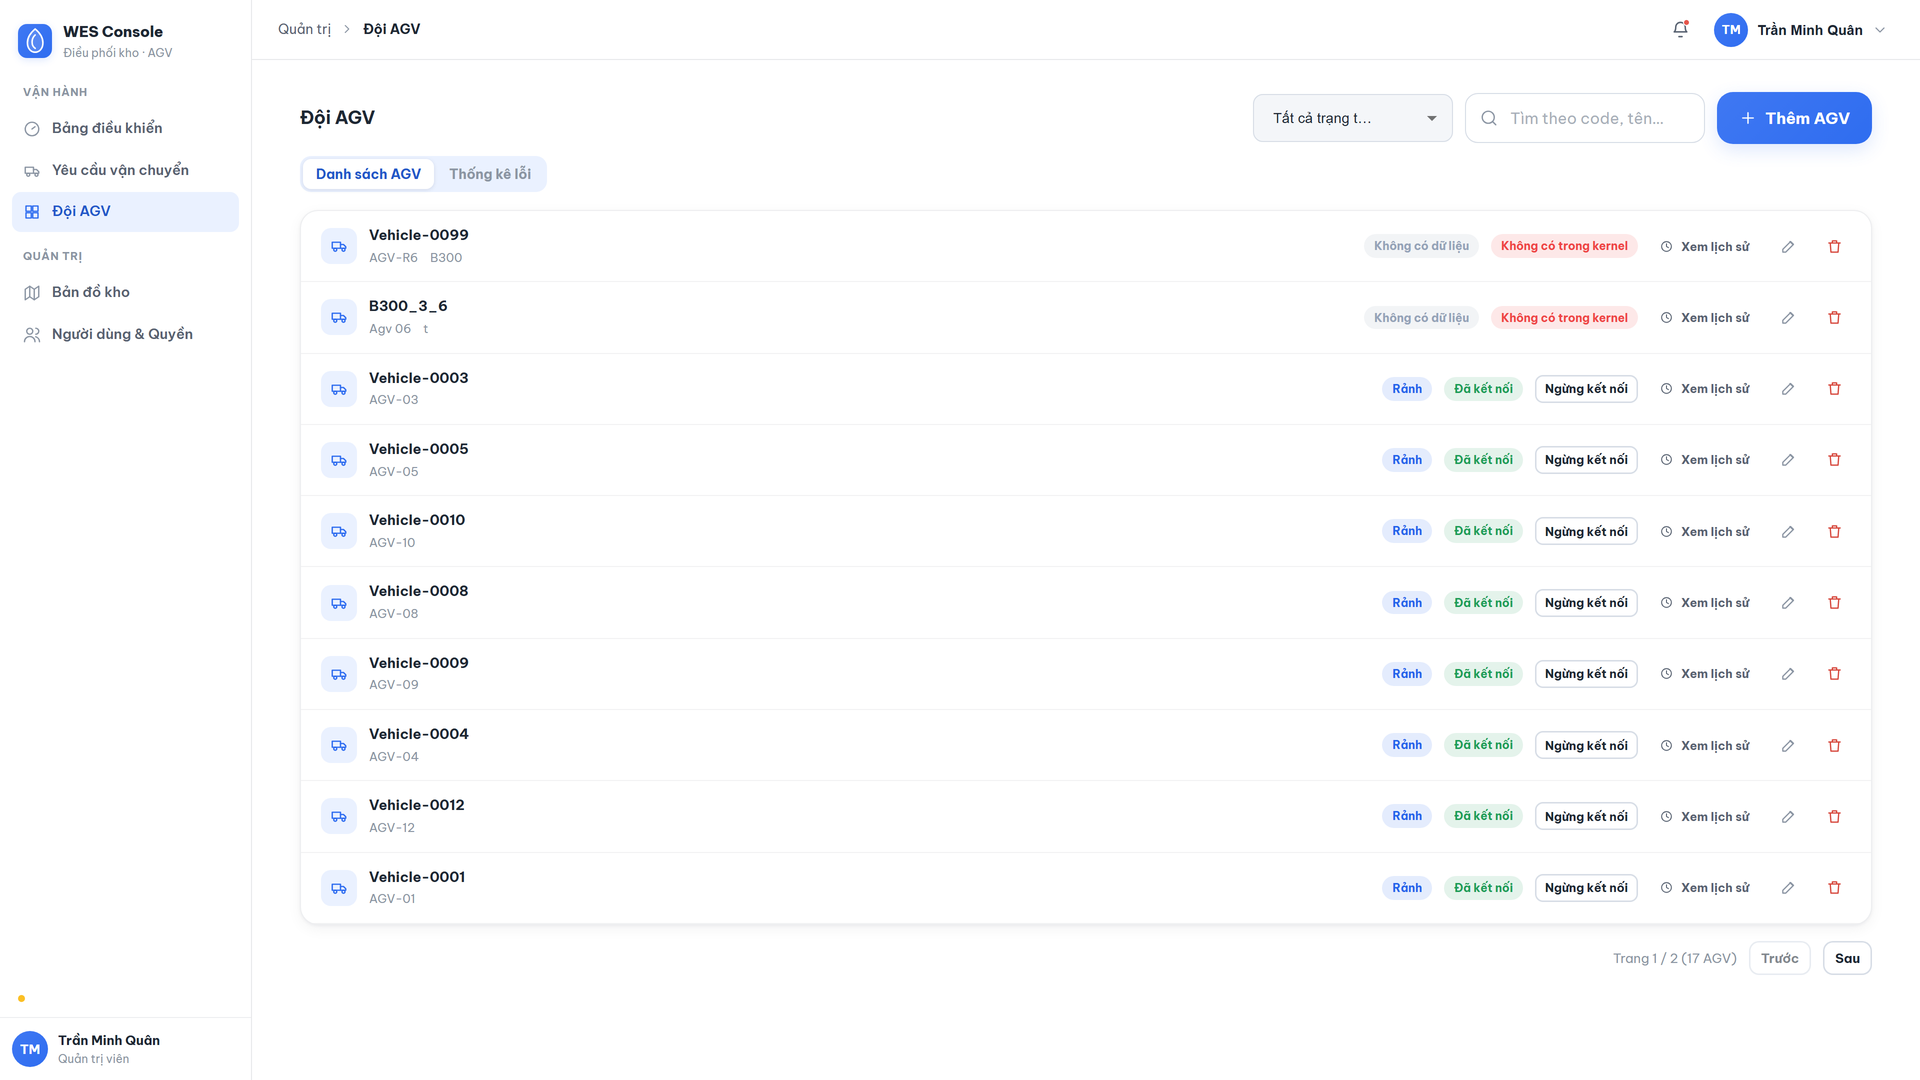 WES Console
Điều phối kho · AGV
VẬN HÀNH
Bảng điều khiển
Yêu cầu vận chuyển
Đội AGV
QUẢN TRỊ
Bản đồ kho
Người dùng & Quyền
TM Trần Minh Quân
Quản trị viên
Quản trị > Đội AGV
TM Trần Minh Quân
Đội AGV
Tất cả trạng t...
Tìm theo code, tên...
+ Thêm AGV
Danh sách AGV Thống kê lỗi
Vehicle-0099
AGV-R6 B300
Không có dữ liệu Không có trong kernel Xem lịch sử
B300_3_6
Agv 06 t
Không có dữ liệu Không có trong kernel Xem lịch sử
Vehicle-0003
AGV-03
Rảnh Đã kết nối Ngừng kết nối Xem lịch sử
Vehicle-0005
AGV-05
Rảnh Đã kết nối Ngừng kết nối Xem lịch sử
Vehicle-0010
AGV-10
Rảnh Đã kết nối Ngừng kết nối Xem lịch sử
Vehicle-0008
AGV-08
Rảnh Đã kết nối Ngừng kết nối Xem lịch sử
Vehicle-0009
AGV-09
Rảnh Đã kết nối Ngừng kết nối Xem lịch sử
Vehicle-0004
AGV-04
Rảnh Đã kết nối Ngừng kết nối Xem lịch sử
Vehicle-0012
AGV-12
Rảnh Đã kết nối Ngừng kết nối Xem lịch sử
Vehicle-0001
AGV-01
Rảnh Đã kết nối Ngừng kết nối Xem lịch sử
Trang 1 / 2 (17 AGV) Trước Sau